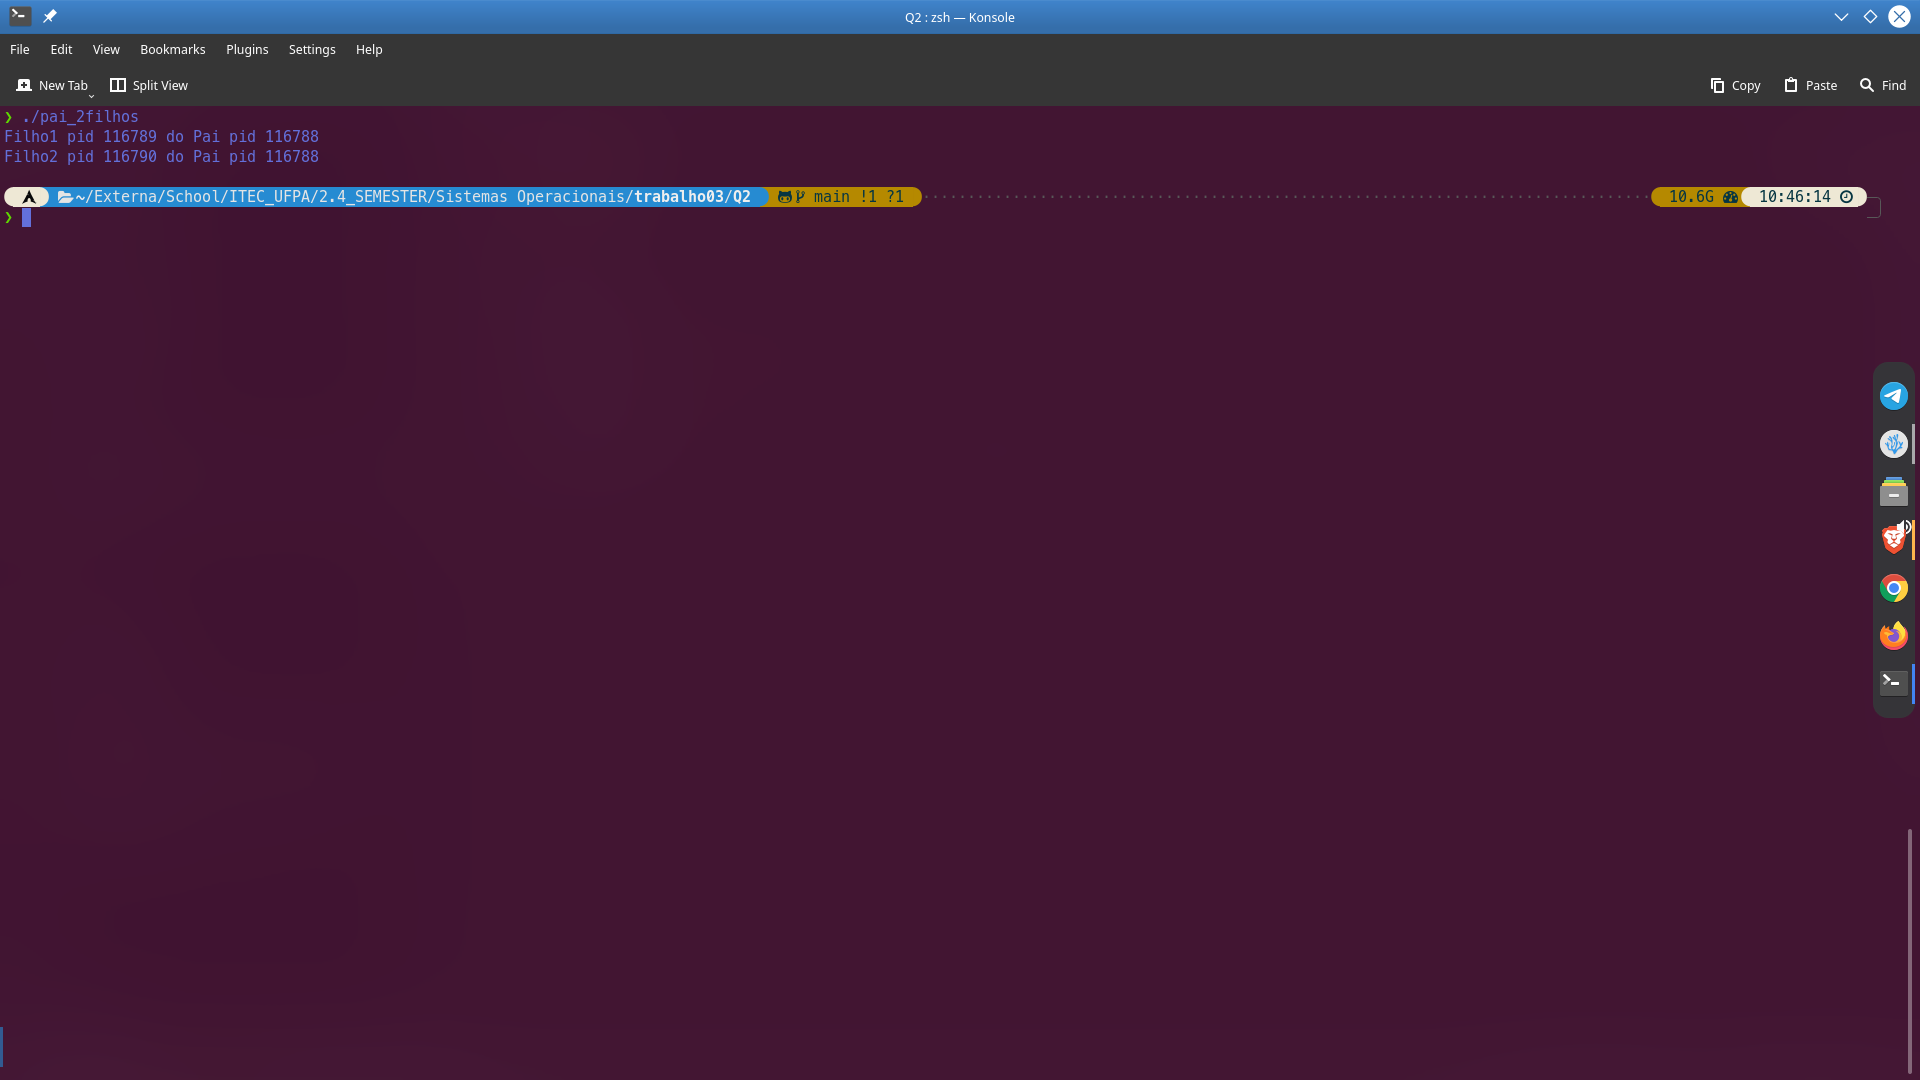 Q2 : zsh — Konsole
File Edit View Bookmarks Plugins Settings Help
New Tab Split View Copy Paste Find
❯ ./pai_2filhos
Filho1 pid 116789 do Pai pid 116788
Filho2 pid 116790 do Pai pid 116788
~/Externa/School/ITEC_UFPA/2.4_SEMESTER/Sistemas Operacionais/trabalho03/Q2 main !1 ?1 10.6G 10:46:14
❯